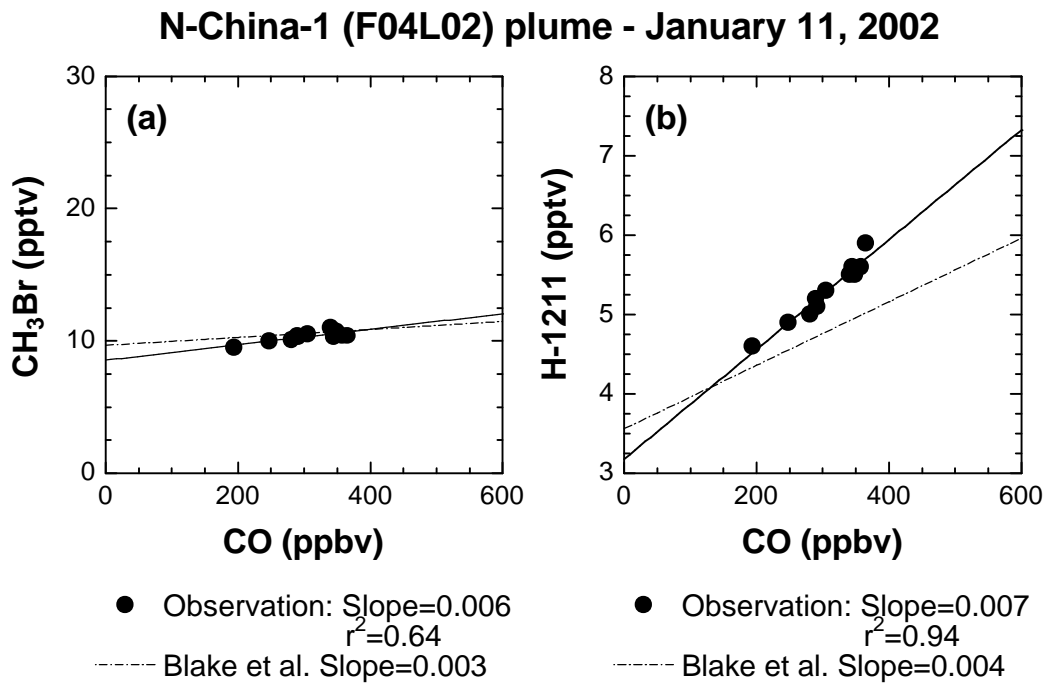 N-China-1 (F04L02) plume - January 11, 2002
(a)
CH₃Br (pptv)
30
20
10
0
0 200 400 600
CO (ppbv)
Observation: Slope=0.006
r²=0.64
Blake et al. Slope=0.003
(b)
H-1211 (pptv)
8
7
6
5
4
3
0 200 400 600
CO (ppbv)
Observation: Slope=0.007
r²=0.94
Blake et al. Slope=0.004